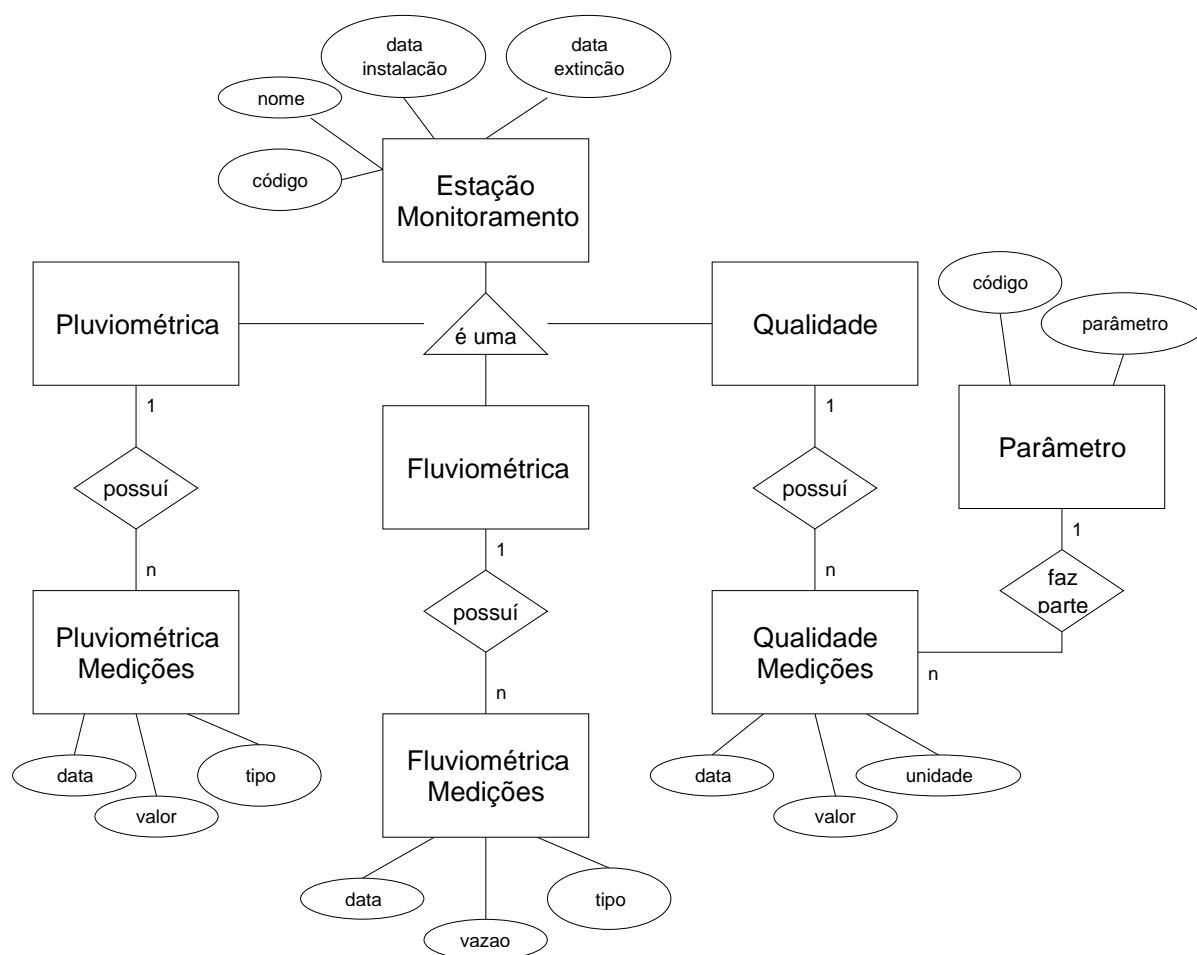 data
instalacão
data
extincão
nome
código
Estação
Monitoramento
Pluviométrica
é uma
Qualidade
código
parâmetro
1
1
Parâmetro
Fluviométrica
possuí
possuí
1
1
n
n
faz
parte
possuí
Pluviométrica
Medições
Qualidade
Medições
n
n
data
valor
tipo
Fluviométrica
Medições
data
valor
unidade
data
vazao
tipo